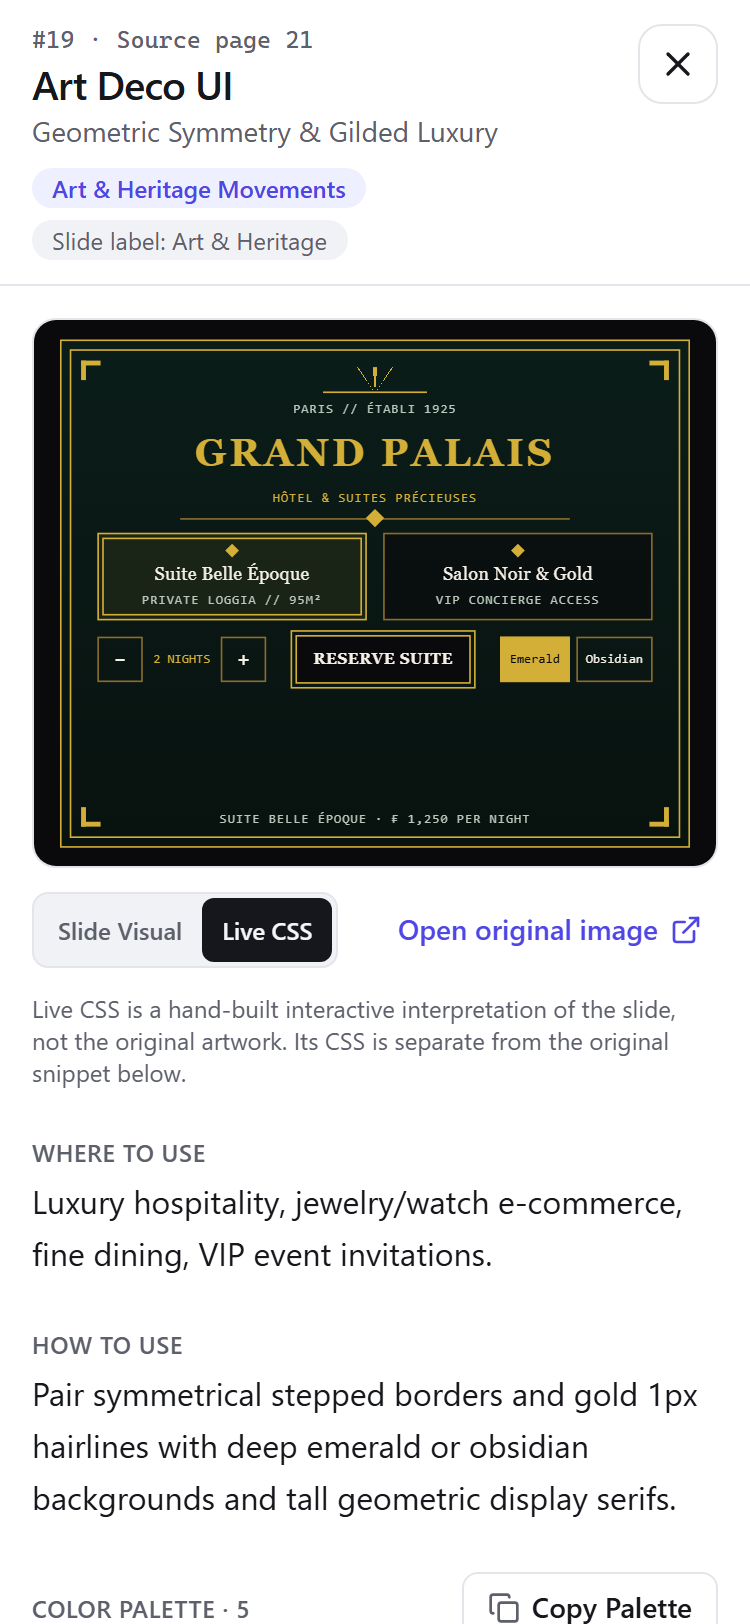 #19 · Source page 21
Art Deco UI
Geometric Symmetry & Gilded Luxury
Art & Heritage Movements
Slide label: Art & Heritage
PARIS // ÉTABLI 1925
GRAND PALAIS
HÔTEL & SUITES PRÉCIEUSES
Suite Belle Époque
PRIVATE LOGGIA // 95M²
Salon Noir & Gold
VIP CONCIERGE ACCESS
− 2 NIGHTS +
RESERVE SUITE
Emerald
Obsidian
SUITE BELLE ÉPOQUE · ₣ 1,250 PER NIGHT
Slide Visual
Live CSS
Open original image
Live CSS is a hand-built interactive interpretation of the slide,
not the original artwork. Its CSS is separate from the original
snippet below.
WHERE TO USE
Luxury hospitality, jewelry/watch e-commerce,
fine dining, VIP event invitations.
HOW TO USE
Pair symmetrical stepped borders and gold 1px
hairlines with deep emerald or obsidian
backgrounds and tall geometric display serifs.
COLOR PALETTE · 5
Copy Palette